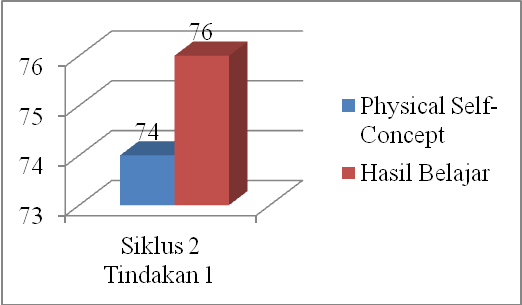 76
75
74
73
74
76
Siklus 2
Tindakan 1
Physical Self-
Concept
Hasil Belajar